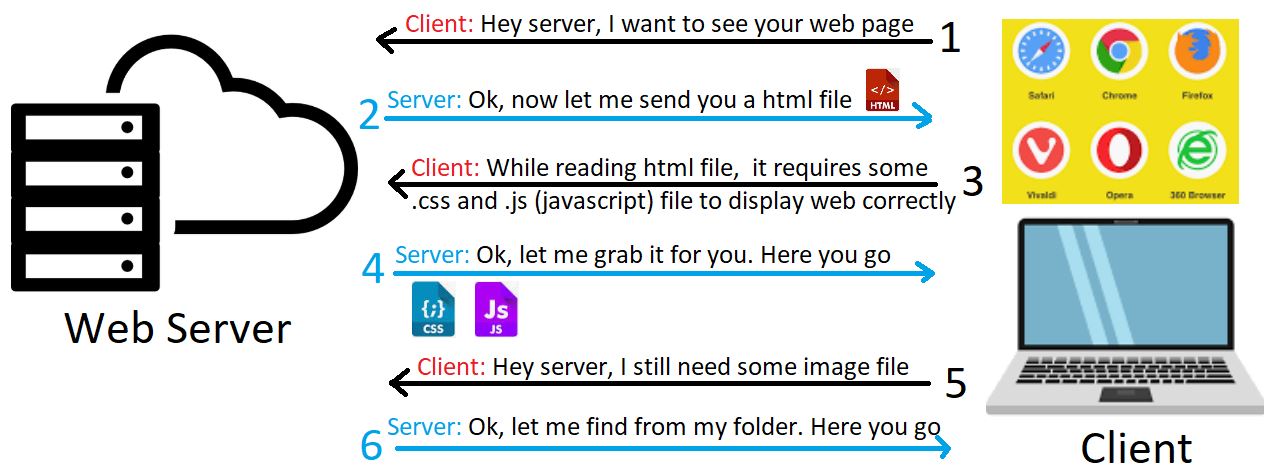 Client: Hey server, I want to see your web page
1
Safari
Chrome
Firefox
2
Server: Ok, now let me send you a html file
</>
HTML
Client: While reading html file, it requires some
.css and .js (javascript) file to display web correctly
3
Vivaldi
Opera
360 Browser
4
Server: Ok, let me grab it for you. Here you go
{;}
CSS
Js
JS
Web Server
Client: Hey server, I still need some image file
5
6
Server: Ok, let me find from my folder. Here you go
Client